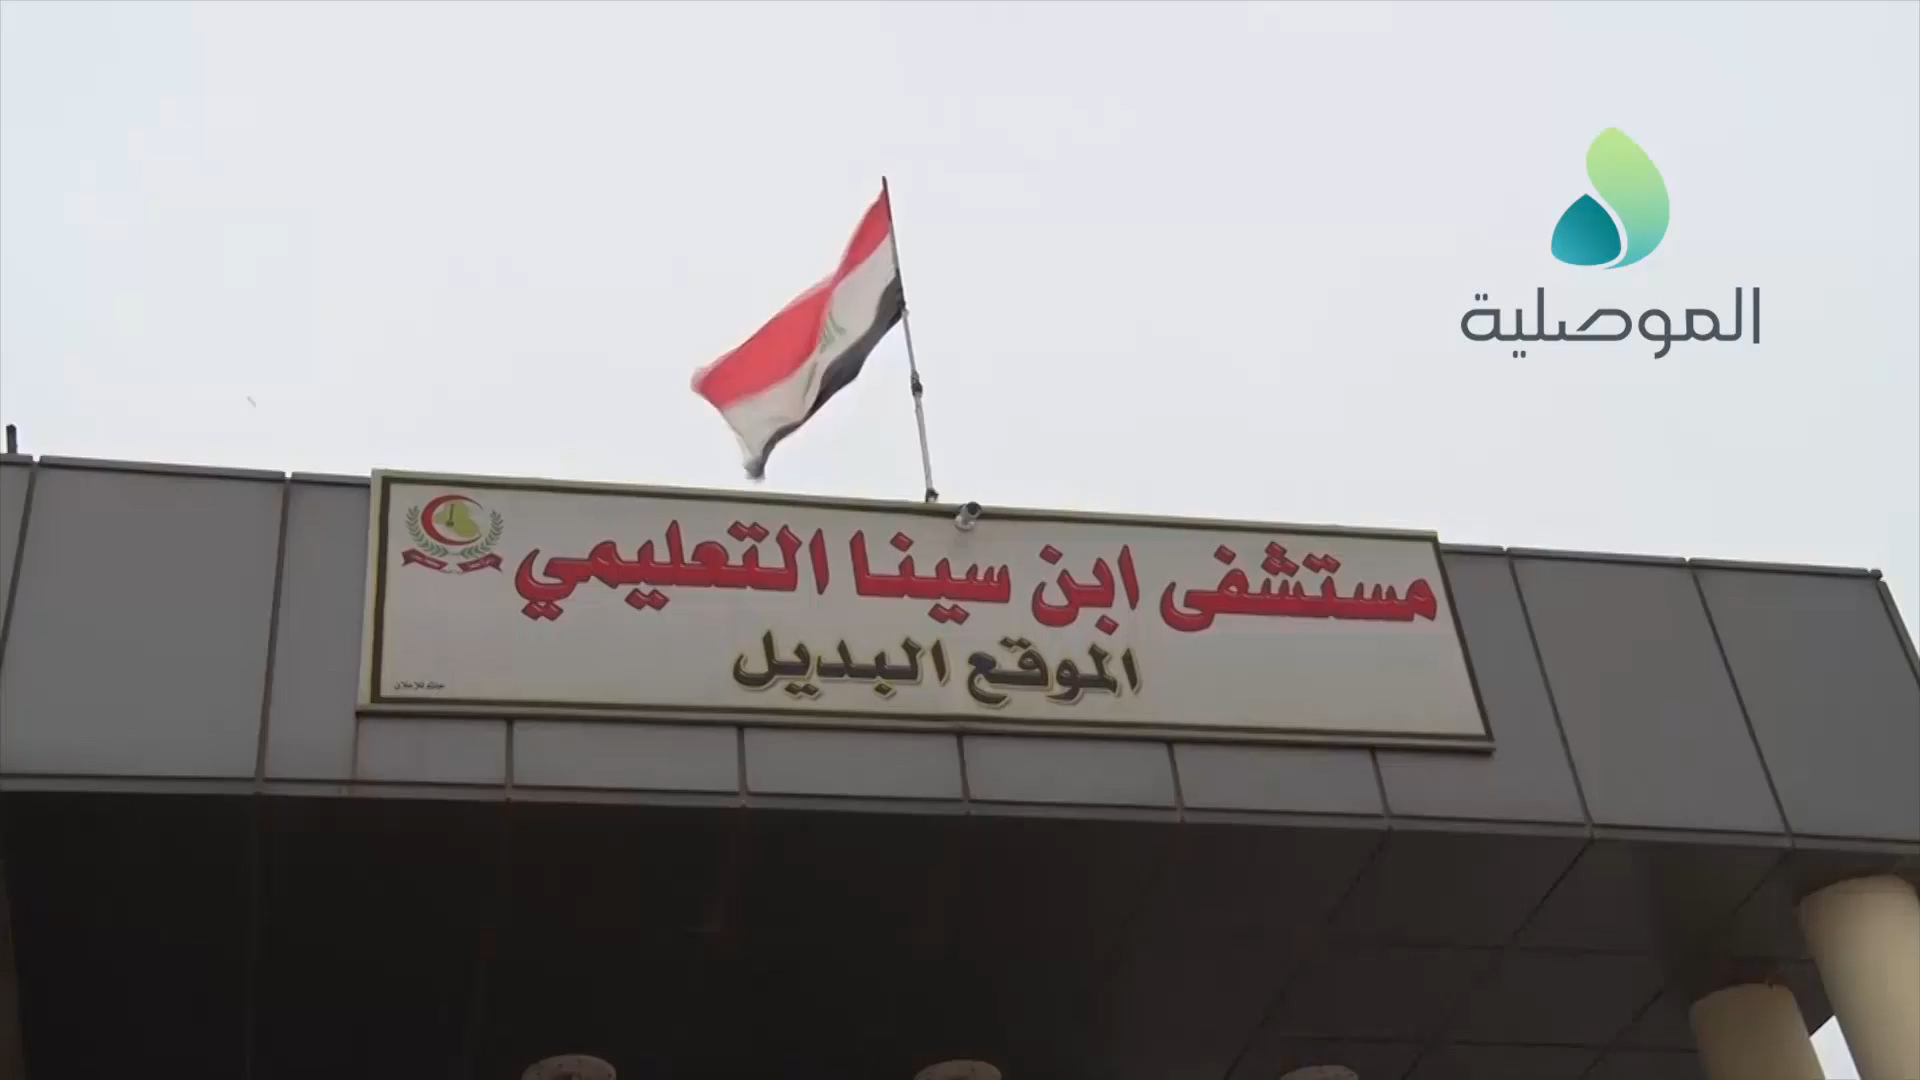 الموصلية
مستشفى ابن سينا التعليمي
الموقع البديل